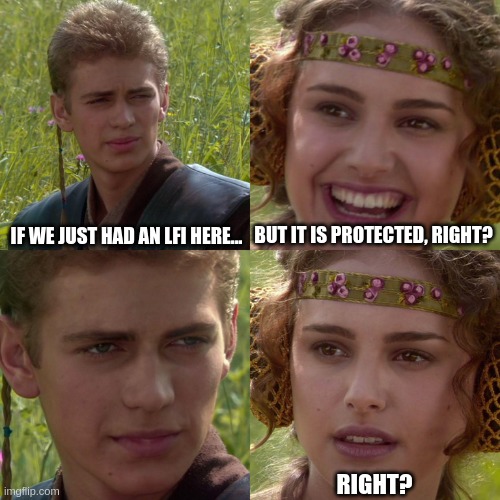 IF WE JUST HAD AN LFI HERE...
BUT IT IS PROTECTED, RIGHT?
RIGHT?
imgflip.com